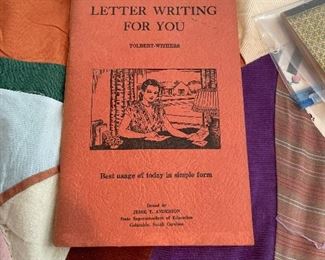 LETTER WRITING
FOR YOU
TOLBERT-WITHERS
Best usage of today in simple form
Issued by
JESSE T. ANDERSON
State Superintendent of Education
Columbia, South Carolina